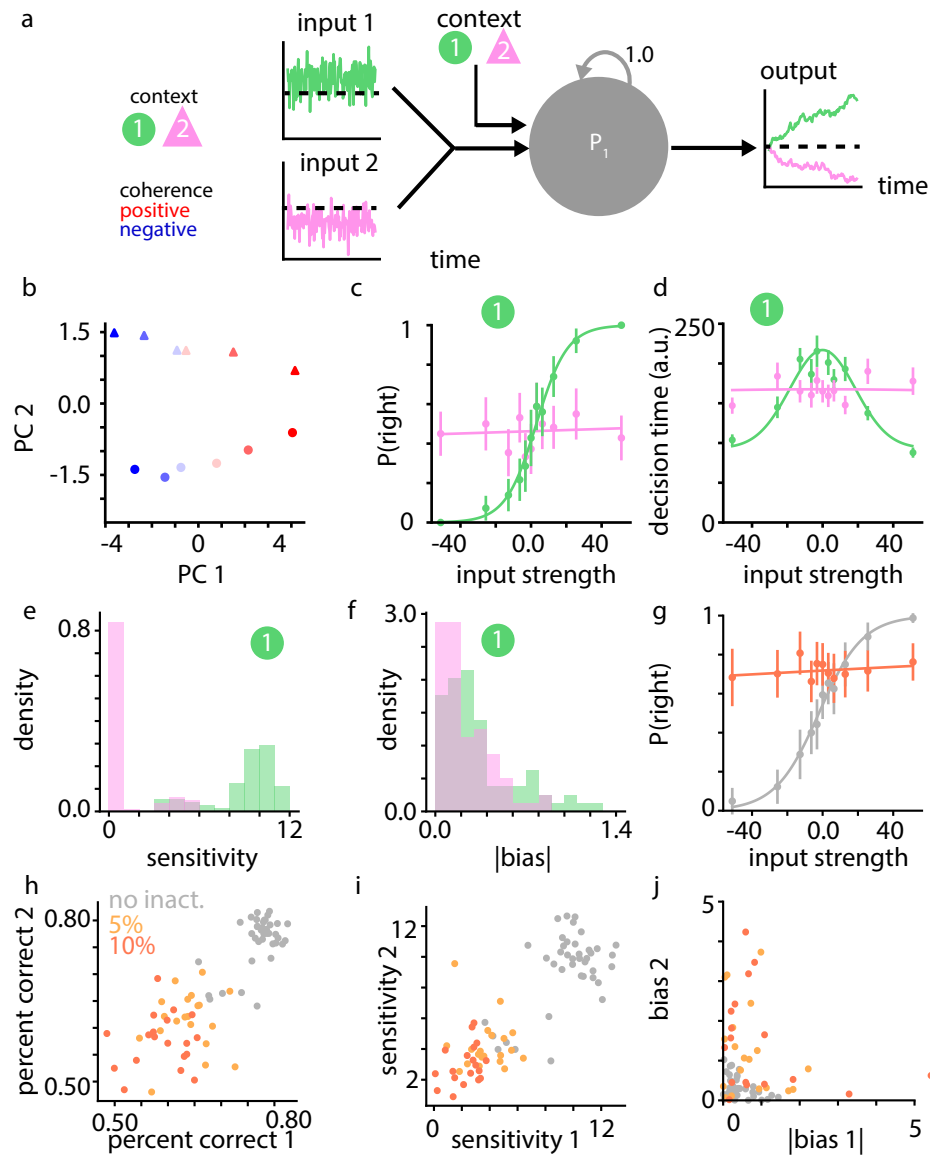 a
input 1
context
1
2
1.0
output
context
1
2
P1
input 2
time
coherence
positive
negative
time
b
1.5
0.0
-1.5
PC 2
-4
0
4
PC 1
c
1
1
0
P(right)
-40
0.0
40
input strength
d
1
250
0
decision time (a.u.)
-40
0.0
40
input strength
e
0.8
0.0
density
0
12
sensitivity
f
1
3.0
0.0
density
0.0
1.4
|bias|
g
1
0
P(right)
-40
0.0
40
input strength
h
no inact.
5%
10%
0.80
0.50
percent correct 2
0.50
0.80
percent correct 1
i
12
2
sensitivity 2
0
12
sensitivity 1
j
5
0
bias 2
0
5
|bias 1|
1